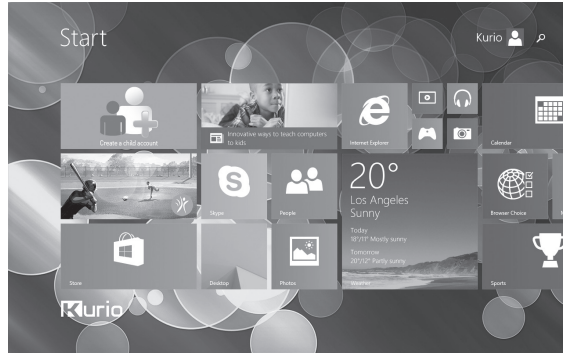 Start
Kurio
Create a child account
Innovative ways to teach computers
to kids
Internet Explorer
Calendar
Skype
People
20°
Los Angeles
Sunny
Today
18°/11° Mostly sunny
Tomorrow
20°/12° Partly sunny
Weather
Browser Choice
Store
Desktop
Photos
Sports
Kurio